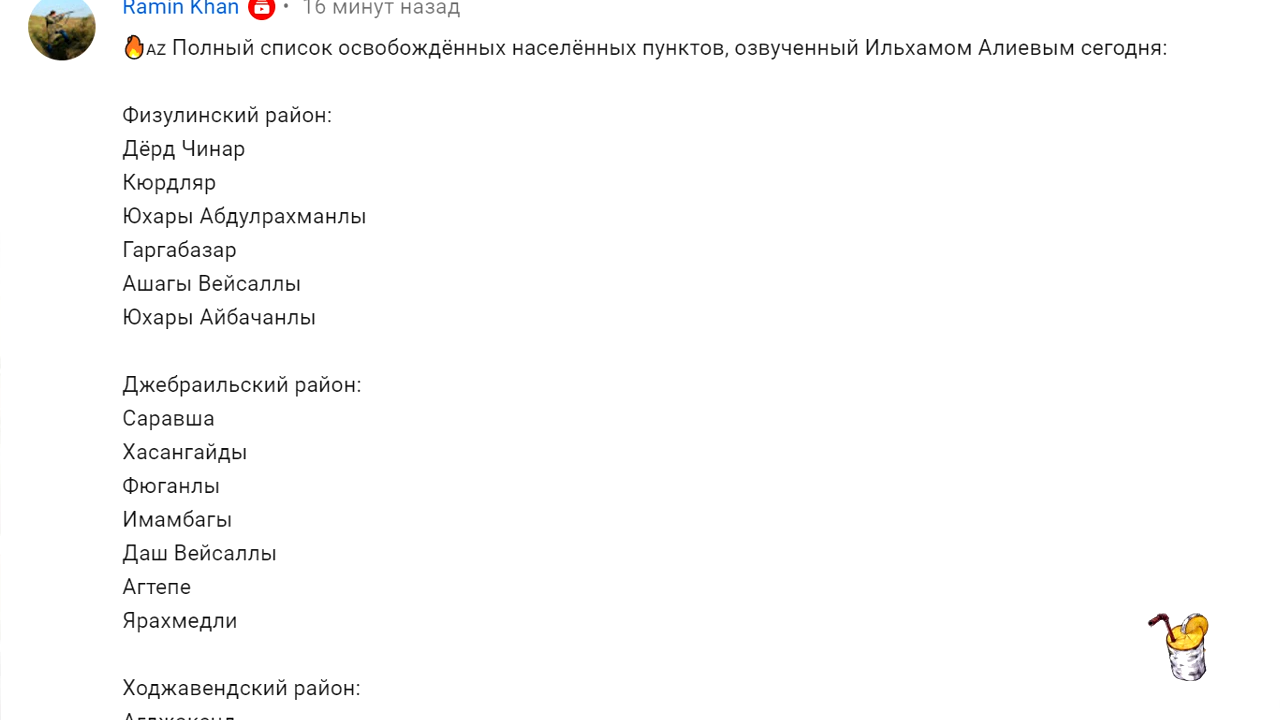 Ramin Khan • 16 минут назад
🔥AZ Полный список освобождённых населённых пунктов, озвученный Ильхамом Алиевым сегодня:
Физулинский район:
Дёрд Чинар
Кюрдляр
Юхары Абдулрахманлы
Гаргабазар
Ашагы Вейсаллы
Юхары Айбачанлы
Джебраильский район:
Саравша
Хасангайды
Фюганлы
Имамбагы
Даш Вейсаллы
Агтепе
Ярахмедли
Ходжавендский район: